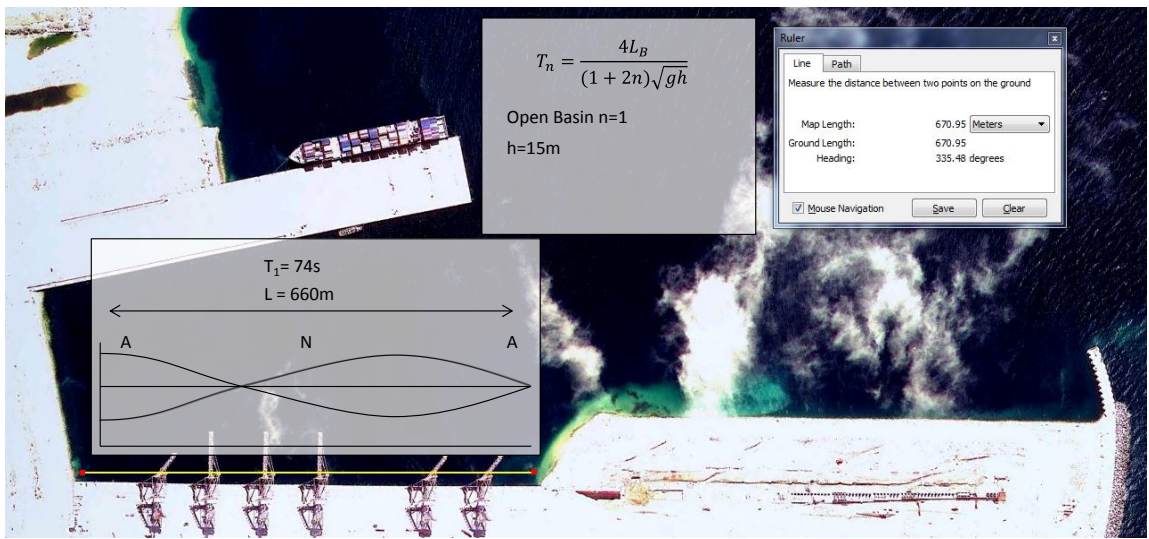 T_n = 4L_B / (1 + 2n)√gh
Open Basin n=1
h=15m
Ruler
Line Path
Measure the distance between two points on the ground
Map Length: 670.95 Meters
Ground Length: 670.95
Heading: 335.48 degrees
Mouse Navigation Save Clear
T₁= 74s
L = 660m
A N A